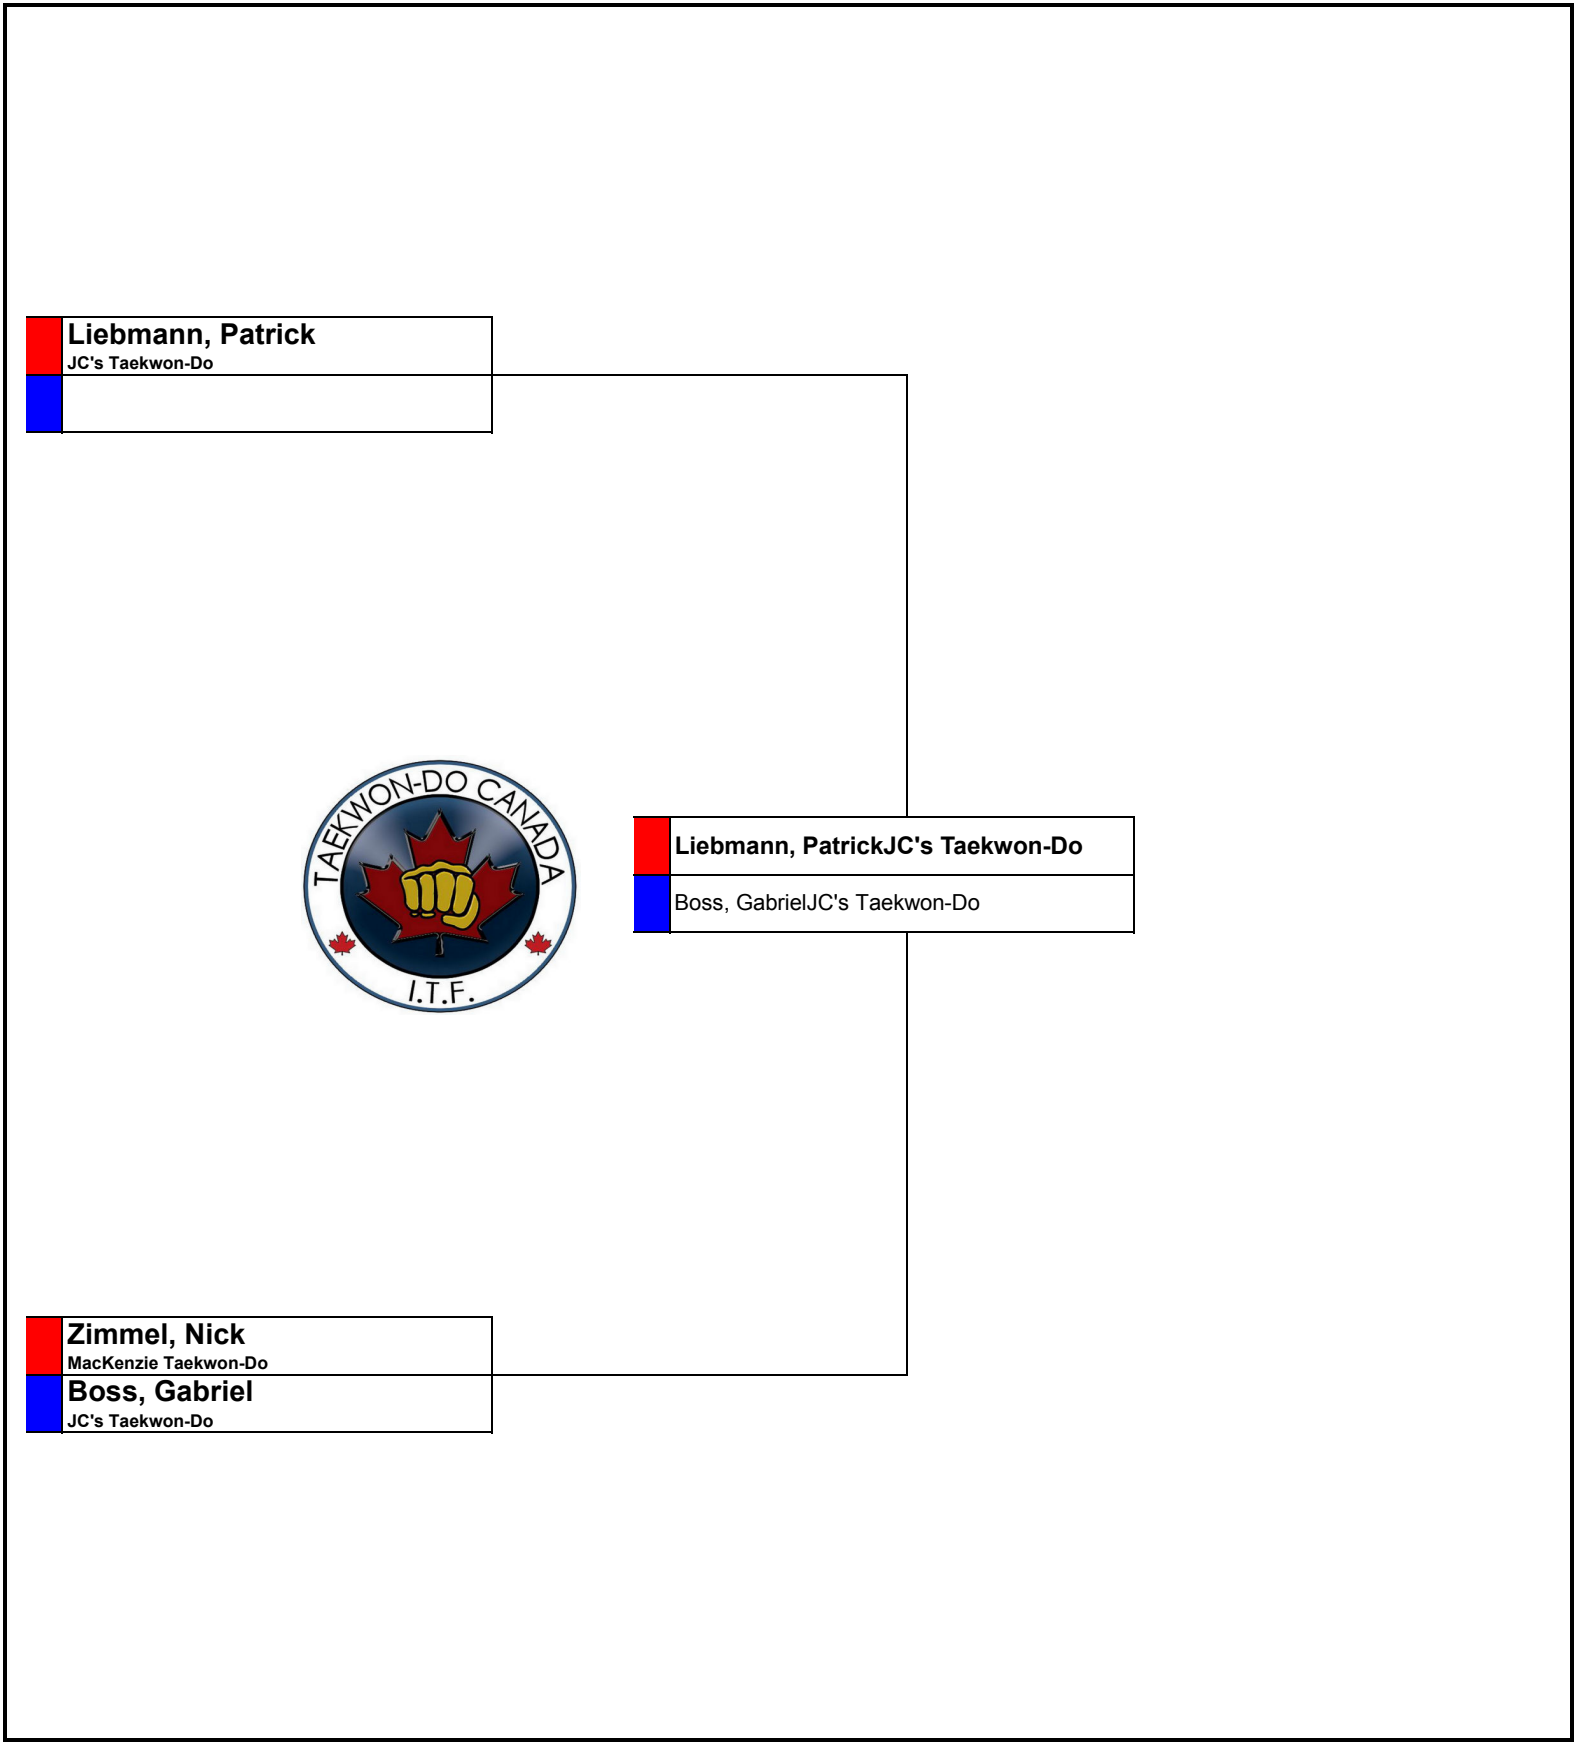 Liebmann, Patrick
JC's Taekwon-Do
TAEKWON-DO CANADA
I.T.F.
Liebmann, PatrickJC's Taekwon-Do
Boss, GabrielJC's Taekwon-Do
Zimmel, Nick
MacKenzie Taekwon-Do
Boss, Gabriel
JC's Taekwon-Do